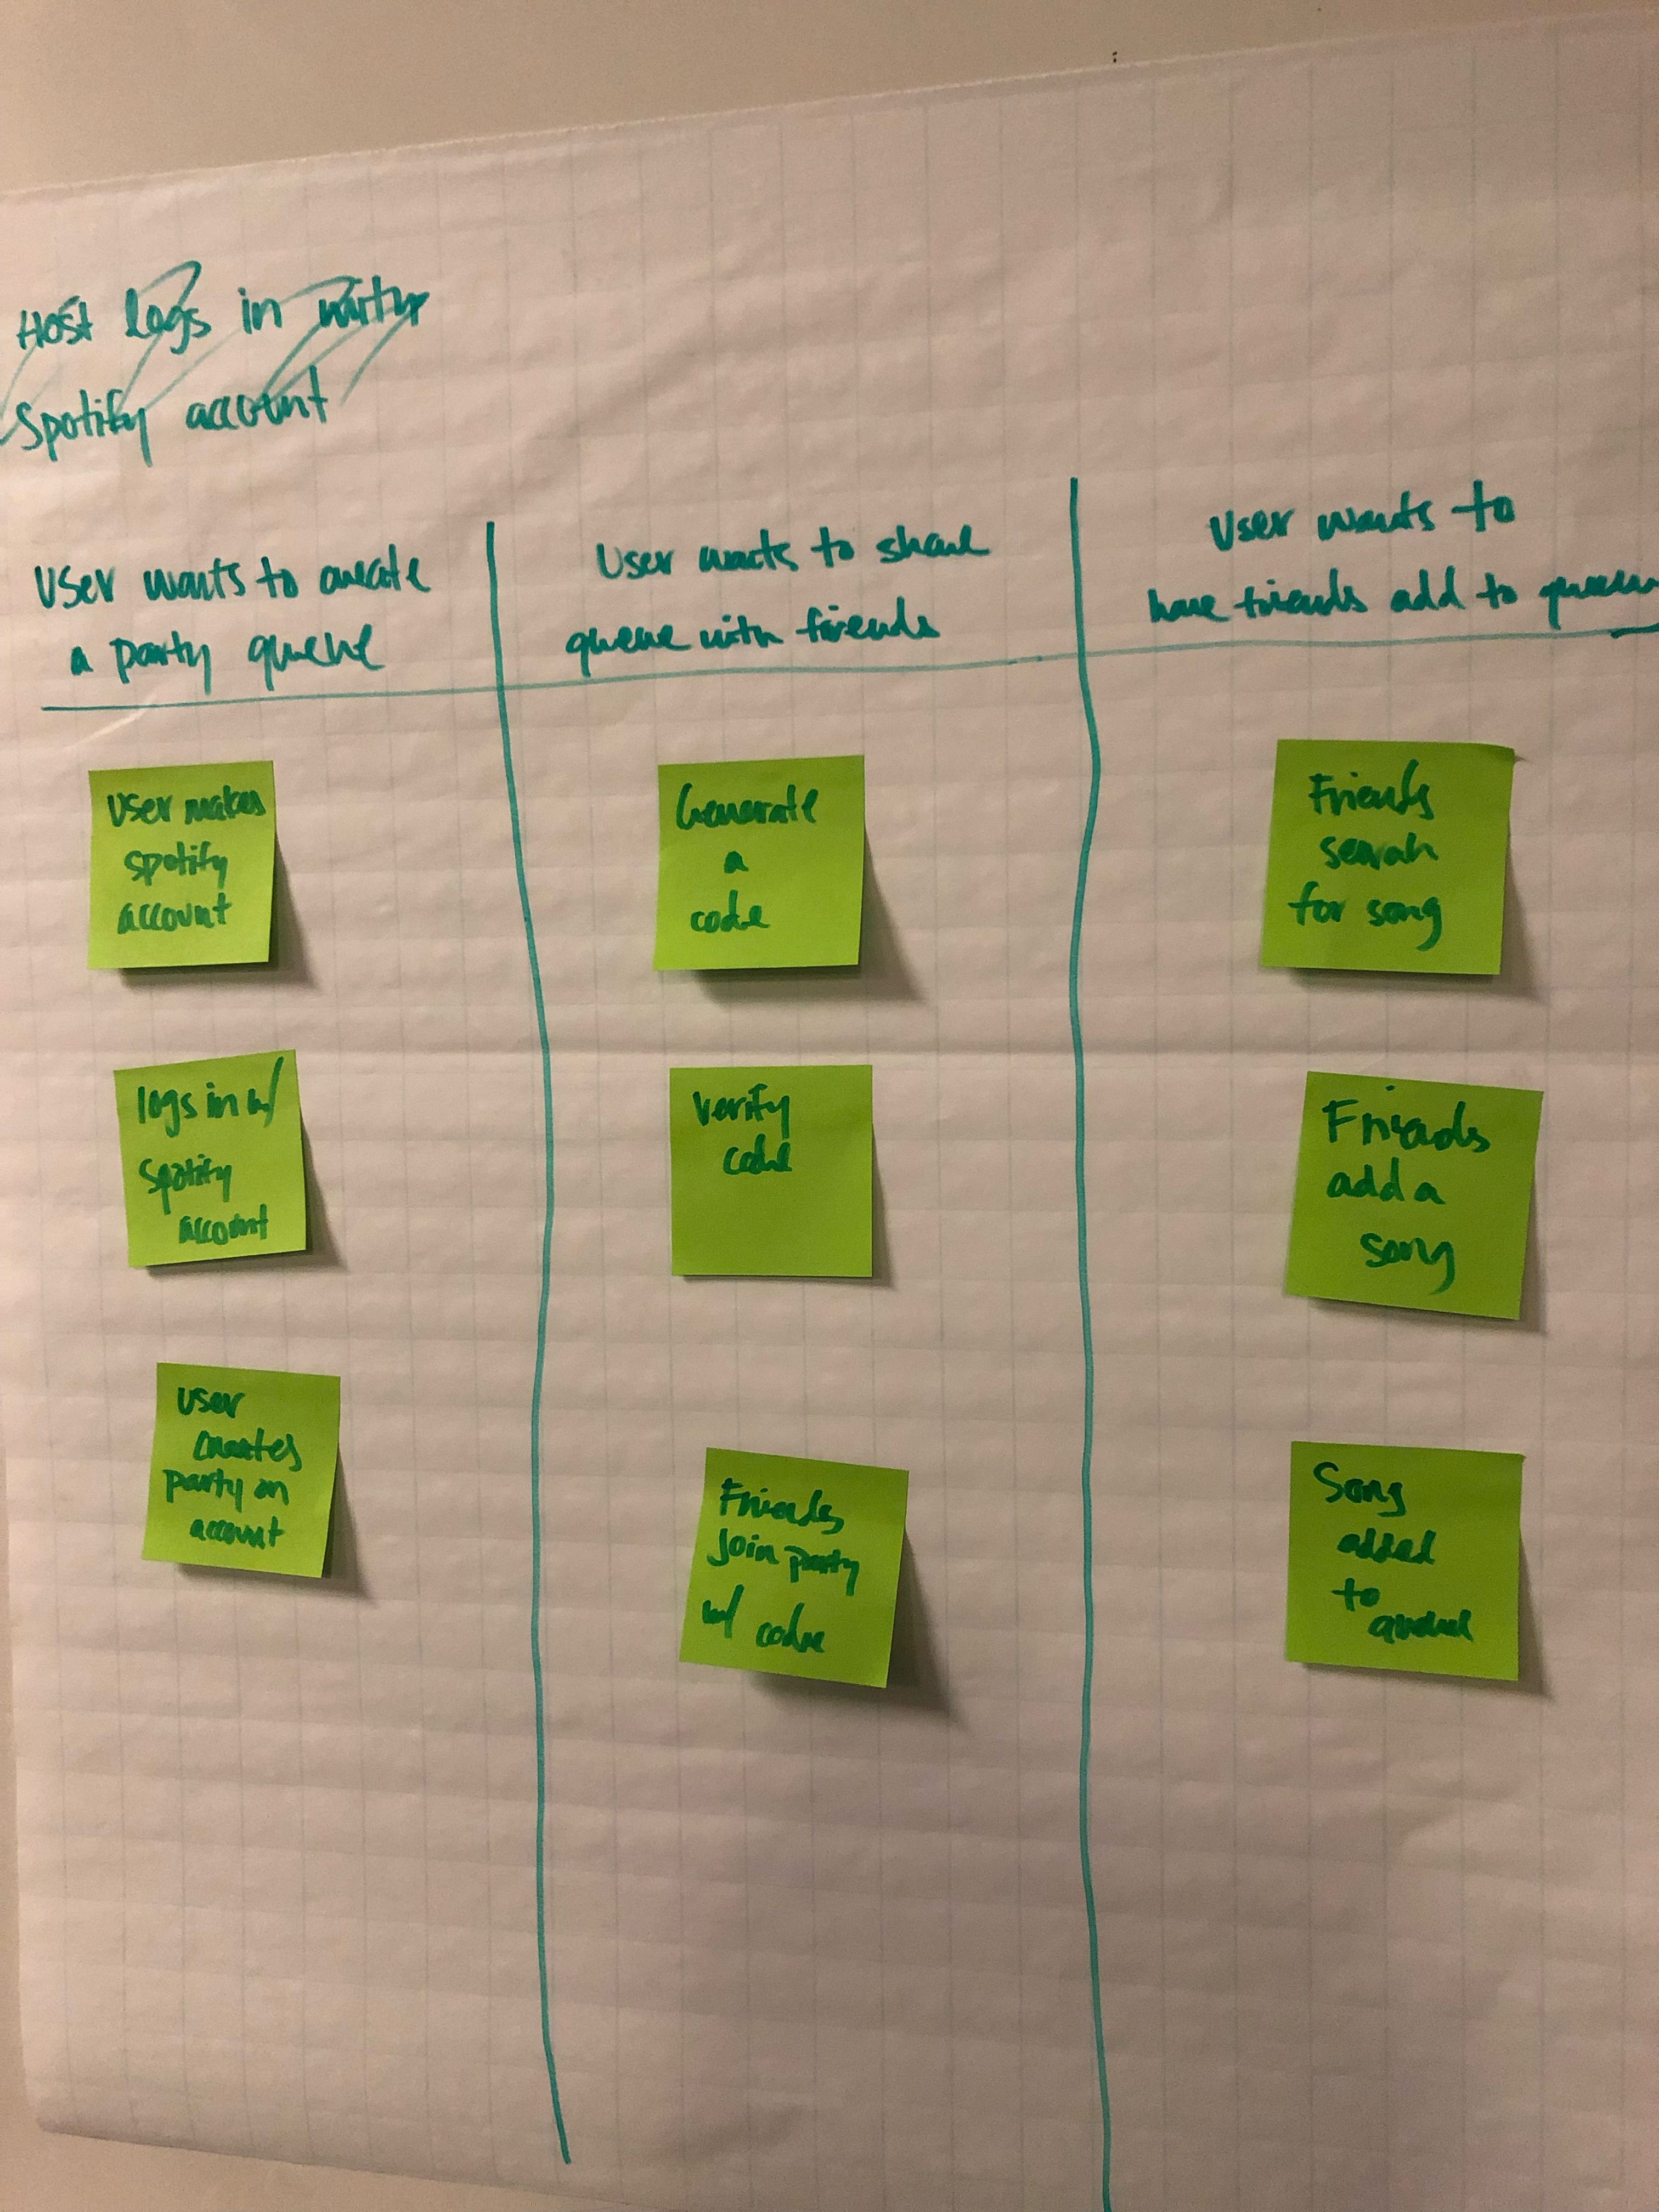 Host logs in with
Spotify account
User wants to create
a party queue
User makes
spotify
account
logs in w/
spotify
account
User
creates
party on
account
User wants to share
queue with friends
Generate
a
code
Verify
code
Friends
join party
w/ code
User wants to
have friends add to queue
Friends
search
for song
Friends
add a
song
Song
added
to
queue